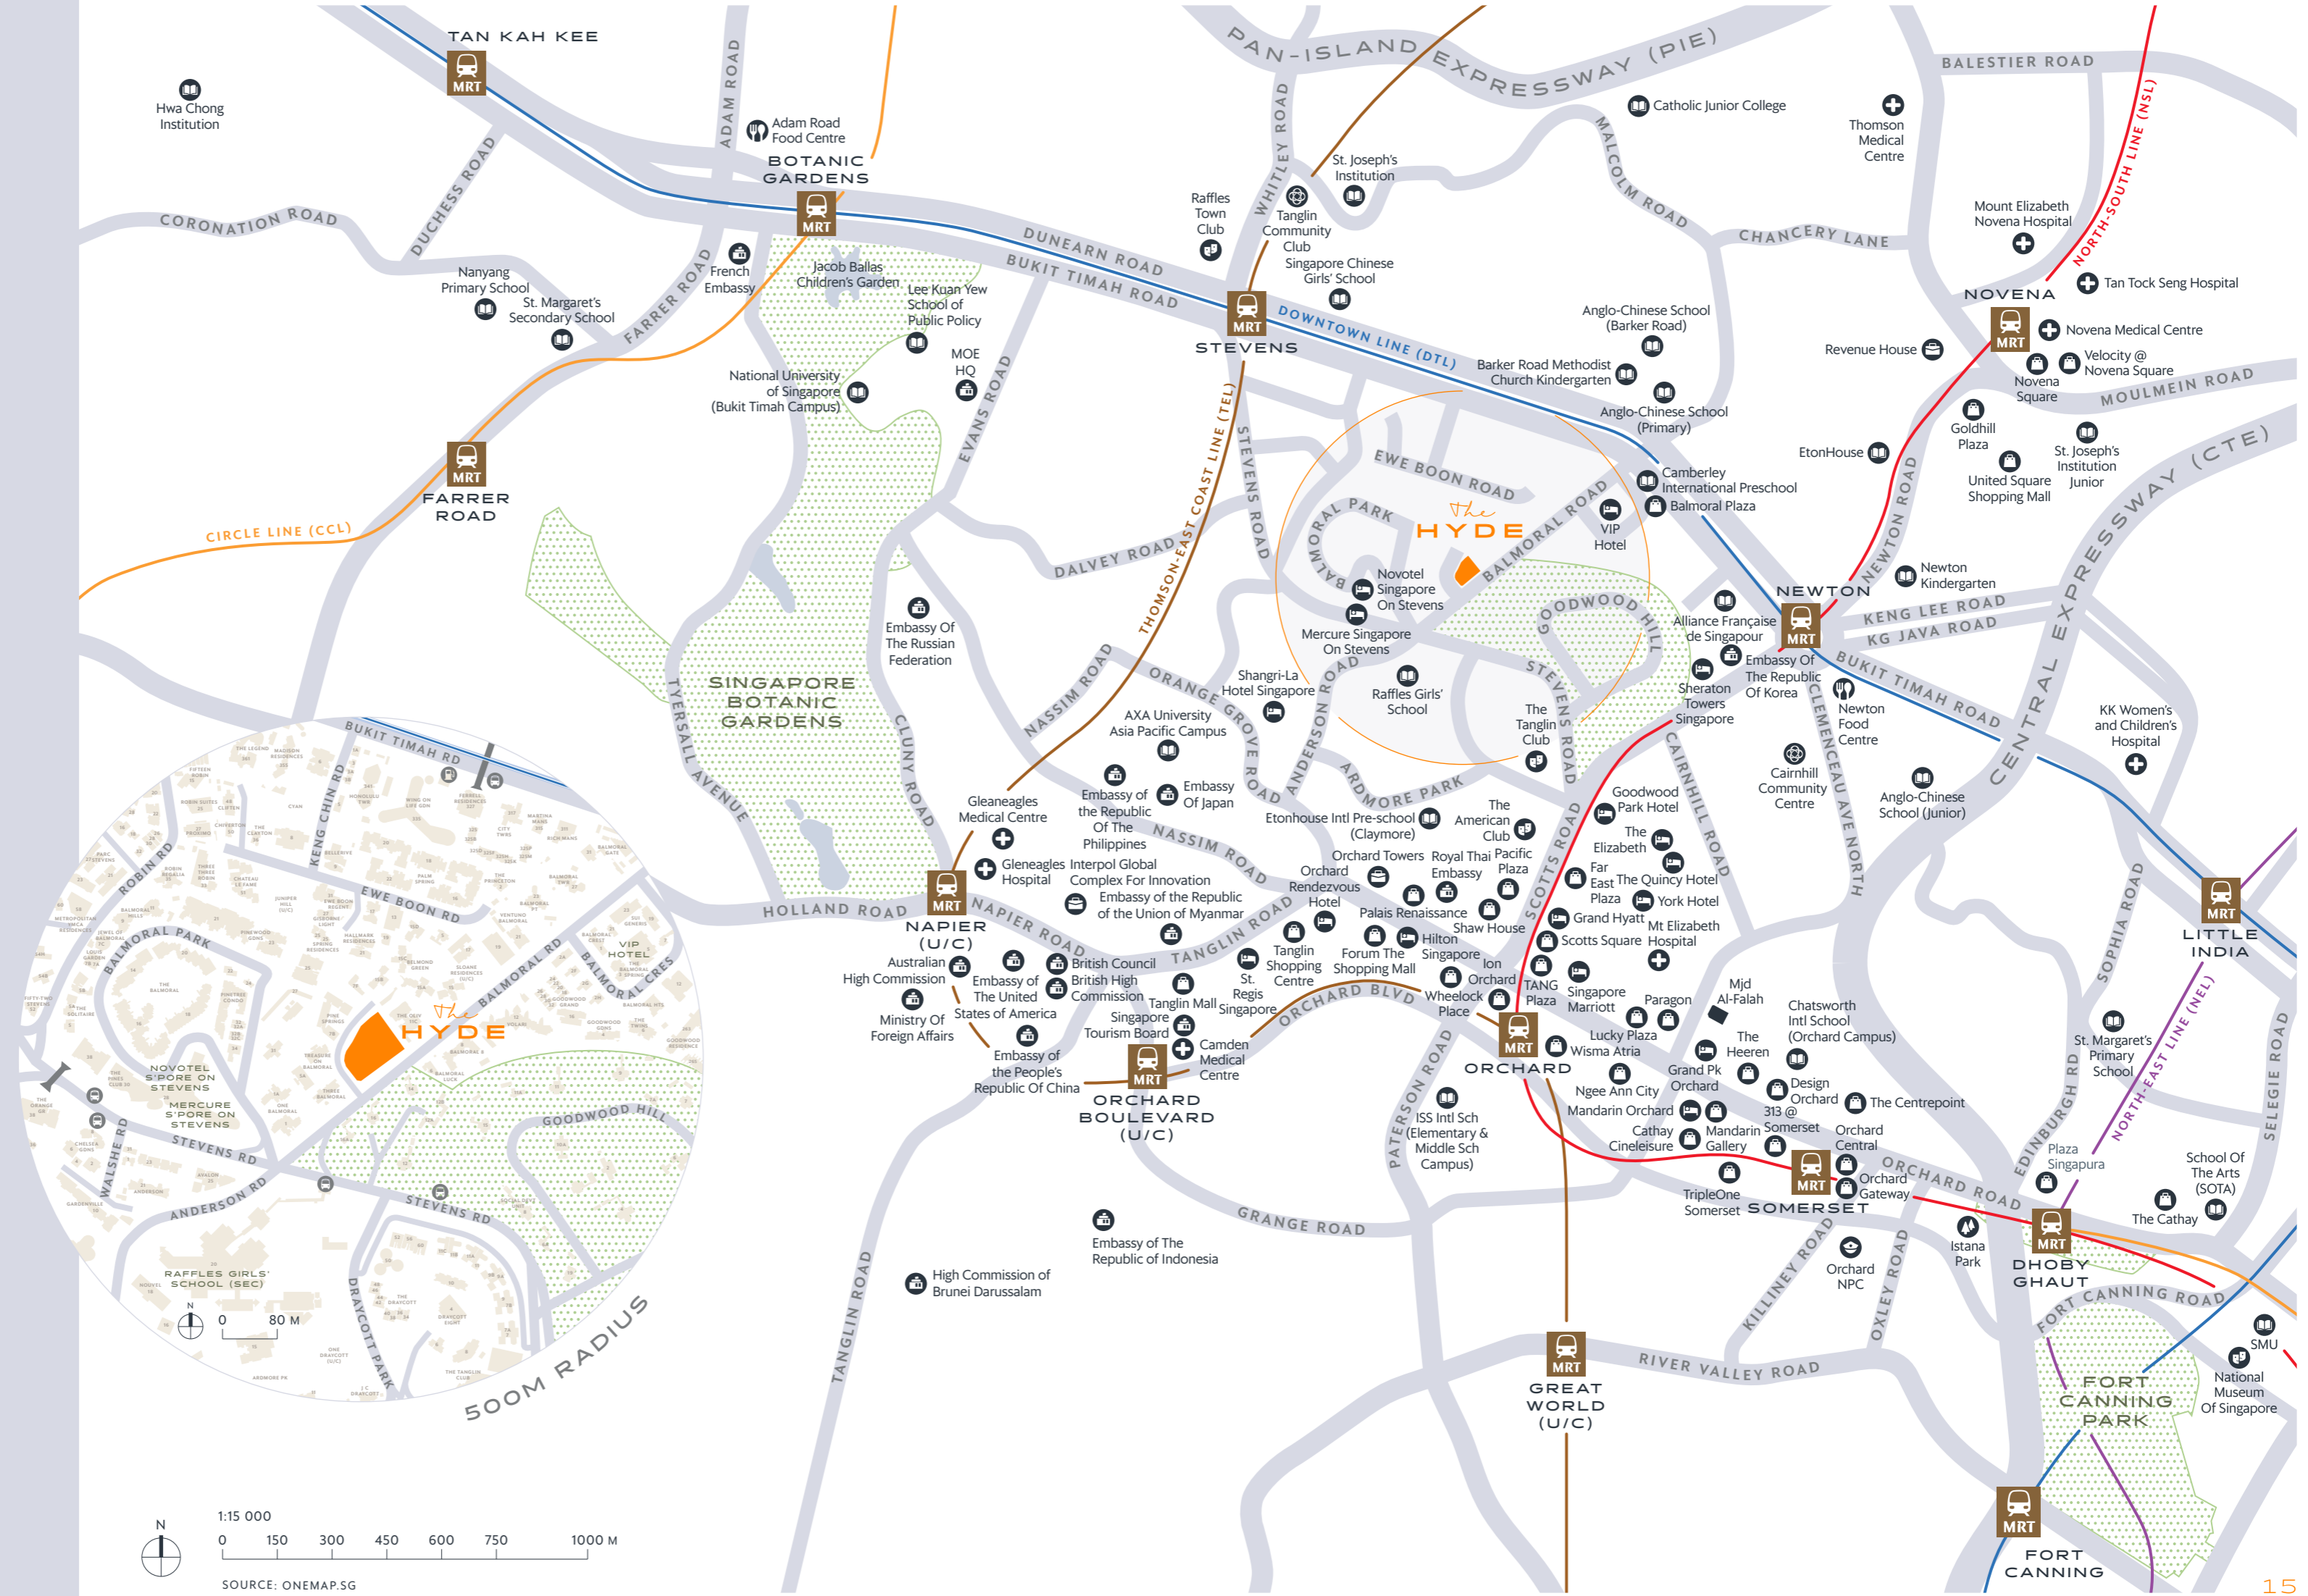 TAN KAH KEE
MRT
Hwa Chong
Institution
ADAM ROAD
Adam Road
Food Centre
BOTANIC
GARDENS
MRT
DUCHESS ROAD
CORONATION ROAD
Nanyang
Primary School
St. Margaret's
Secondary School
FARRER ROAD
French
Embassy
Jacob Ballas
Children's Garden
Lee Kuan Yew
School of
Public Policy
MOE
HQ
National University
of Singapore
(Bukit Timah Campus)
EVANS ROAD
MRT
FARRER
ROAD
CIRCLE LINE (CCL)
PAN-ISLAND EXPRESSWAY (PIE)
WHITLEY ROAD
St. Joseph's
Institution
Raffles
Town
Club
Tanglin
Community
Club
Singapore Chinese
Girls' School
DUNEARN ROAD
BUKIT TIMAH ROAD
MRT
STEVENS
DOWNTOWN LINE (DTL)
Catholic Junior College
MALCOLM ROAD
CHANCERY LANE
Thomson
Medical
Centre
BALESTIER ROAD
NORTH-SOUTH LINE (NSL)
Mount Elizabeth
Novena Hospital
Tan Tock Seng Hospital
NOVENA
MRT
Novena Medical Centre
Velocity @
Novena Square
Novena
Square
MOULMEIN ROAD
Revenue House
Anglo-Chinese School
(Barker Road)
Barker Road Methodist
Church Kindergarten
Anglo-Chinese School
(Primary)
Goldhill
Plaza
EtonHouse
United Square
Shopping Mall
St. Joseph's
Institution
Junior
CENTRAL EXPRESSWAY (CTE)
NEWTON ROAD
Camberley
International Preschool
Balmoral Plaza
VIP
Hotel
EWE BOON ROAD
BALMORAL PARK
BALMORAL ROAD
The
HYDE
STEVENS ROAD
THOMSON-EAST COAST LINE (TEL)
DALVEY ROAD
Novotel
Singapore
On Stevens
Mercure Singapore
On Stevens
GOODWOOD HILL
Newton
Kindergarten
NEWTON
MRT
KENG LEE ROAD
KG JAVA ROAD
BUKIT TIMAH ROAD
Alliance Française
de Singapour
Embassy Of
The Republic
Of Korea
Sheraton
Towers
Singapore
Newton
Food
Centre
CLEMENCEAU AVE NORTH
Embassy Of
The Russian
Federation
SINGAPORE
BOTANIC
GARDENS
TYERSALL AVENUE
CLUNY ROAD
NASSIM ROAD
ORANGE GROVE ROAD
ANDERSON ROAD
Shangri-La
Hotel Singapore
Raffles Girls'
School
STEVENS ROAD
The
Tanglin
Club
AXA University
Asia Pacific Campus
Embassy of
the Republic
Of The
Philippines
Embassy
Of Japan
NASSIM ROAD
ARDMORE PARK
Etonhouse Intl Pre-school
(Claymore)
The
American
Club
SCOTTS ROAD
CAIRNHILL ROAD
Goodwood
Park Hotel
Cairnhill
Community
Centre
Anglo-Chinese
School (Junior)
KK Women's
and Children's
Hospital
MRT
LITTLE
INDIA
Gleaneagles
Medical Centre
Gleneagles
Hospital
Interpol Global
Complex For Innovation
Embassy of the Republic
of the Union of Myanmar
HOLLAND ROAD
MRT
NAPIER
(U/C)
NAPIER ROAD
TANGLIN ROAD
Orchard Towers
Orchard
Rendezvous
Hotel
Royal Thai
Embassy
Pacific
Plaza
Palais Renaissance
Shaw House
The
Elizabeth
Far
East
Plaza
The Quincy Hotel
York Hotel
Grand Hyatt
Scotts Square
Mt Elizabeth
Hospital
Australian
High Commission
Embassy of
The United
States of America
British Council
British High
Commission
Ministry Of
Foreign Affairs
Embassy of
the People's
Republic Of China
Tanglin Mall
Singapore
Tourism Board
St.
Regis
Singapore
Tanglin
Shopping
Centre
Forum The
Shopping Mall
Hilton
Singapore
Ion
Orchard
Wheelock
Place
TANG
Plaza
Singapore
Marriott
Paragon
Lucky Plaza
Wisma Atria
Mjd
Al-Falah
Chatsworth
Intl School
(Orchard Campus)
Camden
Medical
Centre
MRT
ORCHARD
BOULEVARD
(U/C)
ORCHARD BLVD
MRT
ORCHARD
PATERSON ROAD
Ngee Ann City
Grand Pk
Orchard
The
Heeren
Design
Orchard
Mandarin Orchard
Mandarin
Gallery
313 @
Somerset
The Centrepoint
Orchard
Central
Cathay
Cineleisure
ISS Intl Sch
(Elementary &
Middle Sch
Campus)
TripleOne
Somerset
MRT
SOMERSET
Orchard
Gateway
ORCHARD ROAD
SOPHIA ROAD
St. Margaret's
Primary
School
EDINBURGH RD
NORTH-EAST LINE (NEL)
SELEGIE ROAD
Plaza
Singapura
School Of
The Arts
(SOTA)
The Cathay
Istana
Park
MRT
DHOBY
GHAUT
Orchard
NPC
KILLINEY ROAD
OXLEY ROAD
FORT CANNING ROAD
SMU
National
Museum
Of Singapore
FORT
CANNING
PARK
GRANGE ROAD
Embassy of The
Republic of Indonesia
High Commission of
Brunei Darussalam
TANGLIN ROAD
MRT
GREAT
WORLD
(U/C)
RIVER VALLEY ROAD
MRT
FORT
CANNING
BUKIT TIMAH RD
KENG CHIN RD
ROBIN RD
EWE BOON RD
BALMORAL PARK
BALMORAL RD
BALMORAL CRES
VIP
HOTEL
The
HYDE
NOVOTEL
S'PORE ON
STEVENS
MERCURE
S'PORE ON
STEVENS
STEVENS RD
WALSHE RD
ANDERSON RD
GOODWOOD HILL
STEVENS RD
DRAYCOTT PARK
RAFFLES GIRLS'
SCHOOL (SEC)
N
0 80 M
500M RADIUS
N
1:15 000
0 150 300 450 600 750 1000 M
SOURCE: ONEMAP.SG
15